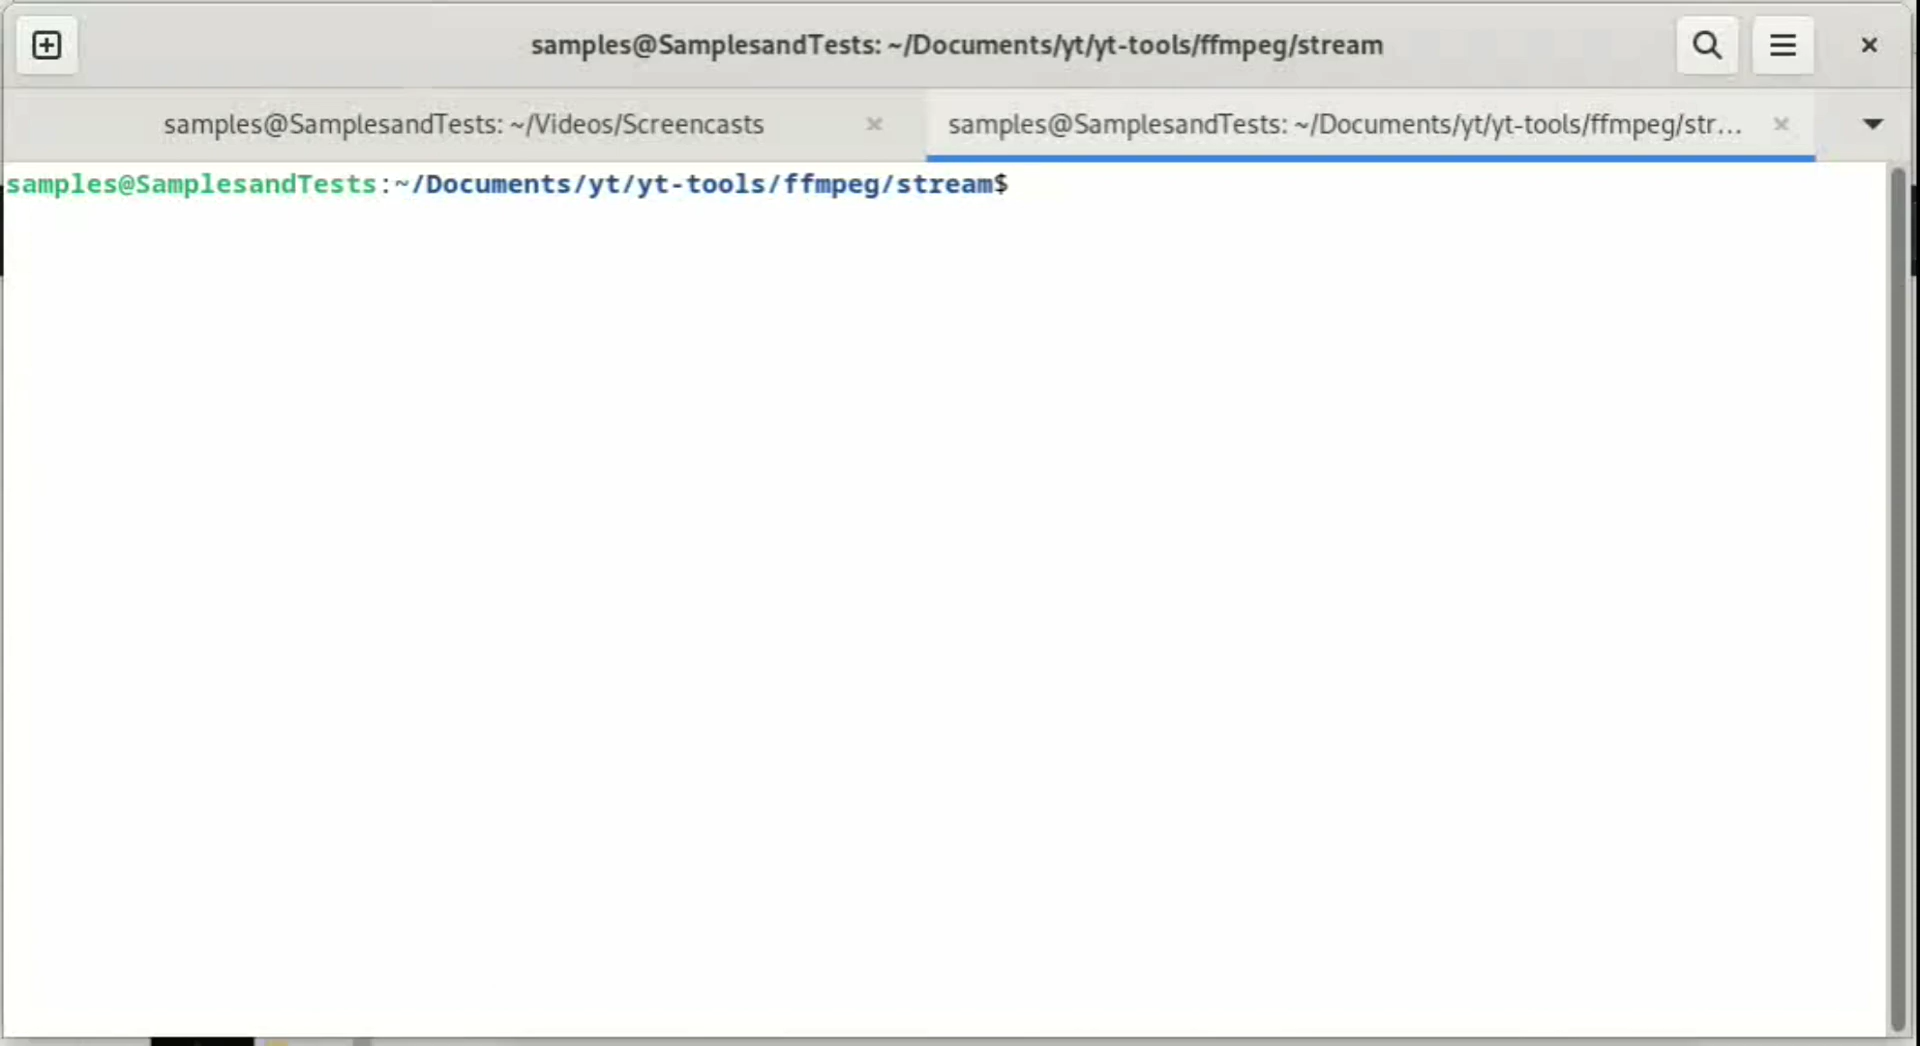 samples@SamplesandTests: ~/Documents/yt/yt-tools/ffmpeg/stream
samples@SamplesandTests: ~/Videos/Screencasts
samples@SamplesandTests: ~/Documents/yt/yt-tools/ffmpeg/str...
samples@SamplesandTests:~/Documents/yt/yt-tools/ffmpeg/stream$